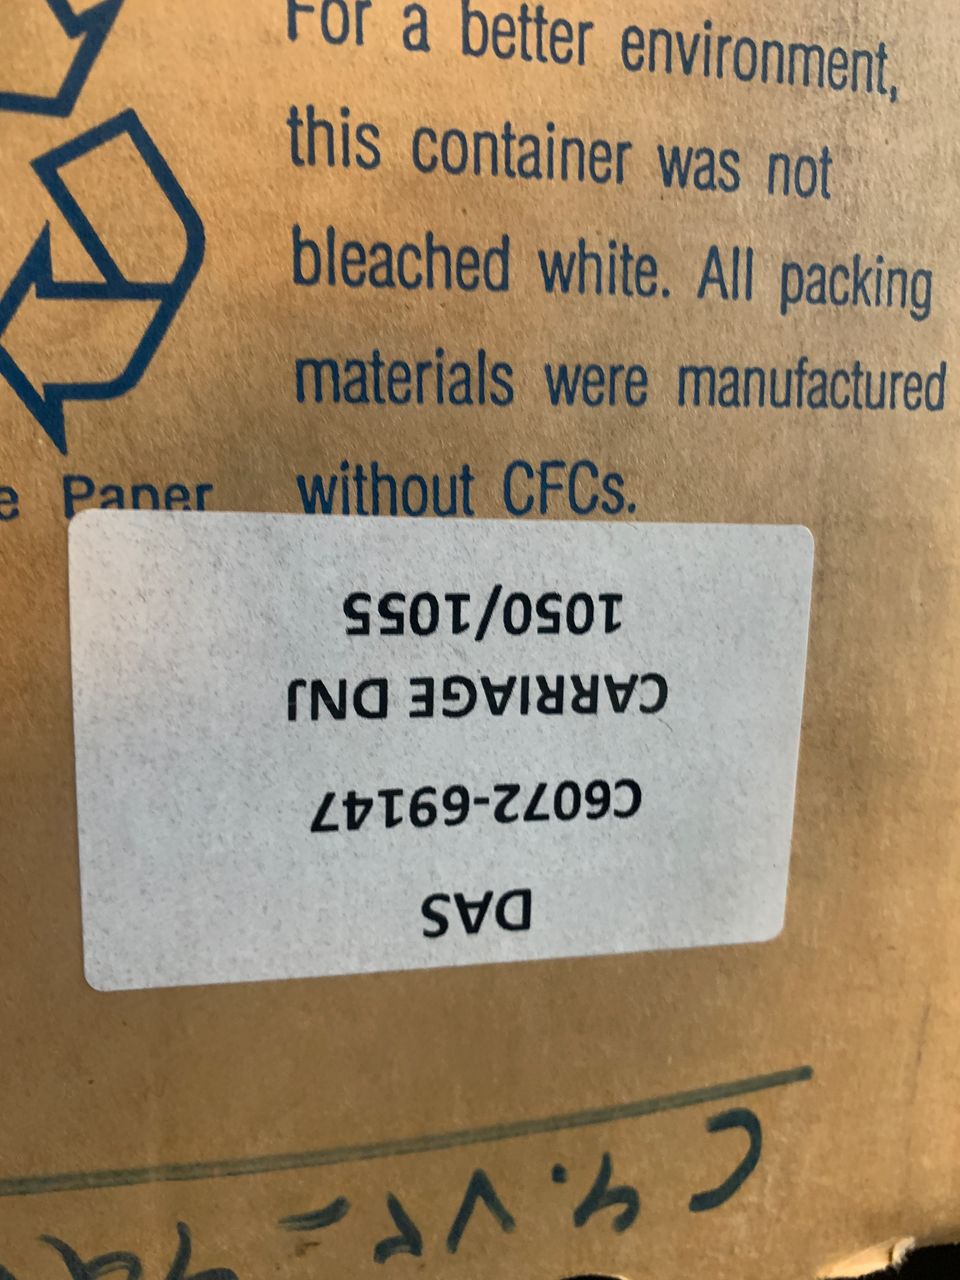 For a better environment,
this container was not
bleached white. All packing
materials were manufactured
without CFCs.
e Paper
DAS
C6072-69147
CARRIAGE DNJ
1050/1055